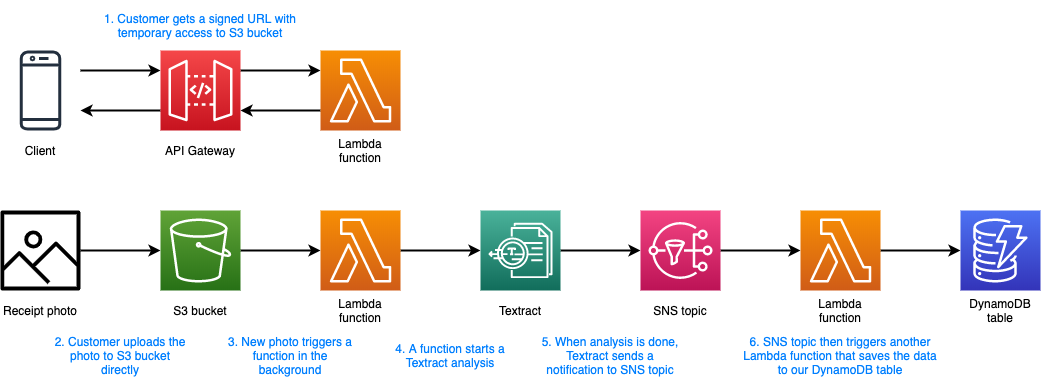 1. Customer gets a signed URL with
temporary access to S3 bucket
</>
Client
API Gateway
Lambda
function
Receipt photo
S3 bucket
Lambda
function
Textract
T
SNS topic
Lambda
function
DynamoDB
table
2. Customer uploads the
photo to S3 bucket
directly
3. New photo triggers a
function in the
background
4. A function starts a
Textract analysis
5. When analysis is done,
Textract sends a
notification to SNS topic
6. SNS topic then triggers another
Lambda function that saves the data
to our DynamoDB table